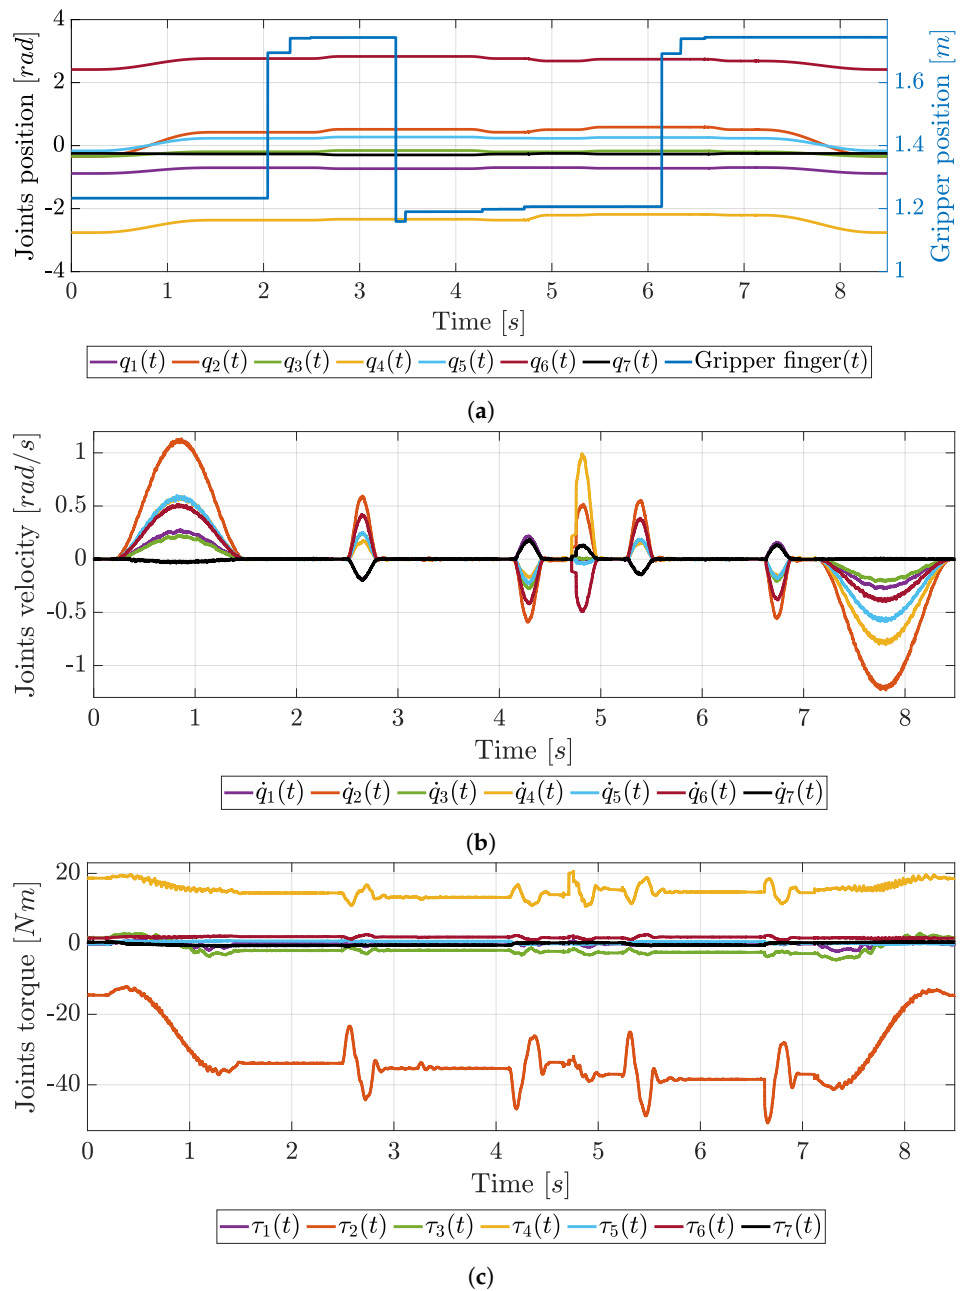 4
2
0
-2
-4
Joints position [rad]
1.6
1.4
1.2
1
Gripper position [m]
0 1 2 3 4 5 6 7 8
Time [s]
q₁(t) q₂(t) q₃(t) q₄(t) q₅(t) q₆(t) q₇(t) Gripper finger(t)
(a)
1
0.5
0
-0.5
-1
Joints velocity [rad/s]
0 1 2 3 4 5 6 7 8
Time [s]
q̇₁(t) q̇₂(t) q̇₃(t) q̇₄(t) q̇₅(t) q̇₆(t) q̇₇(t)
(b)
20
0
-20
-40
Joints torque [Nm]
0 1 2 3 4 5 6 7 8
Time [s]
τ₁(t) τ₂(t) τ₃(t) τ₄(t) τ₅(t) τ₆(t) τ₇(t)
(c)